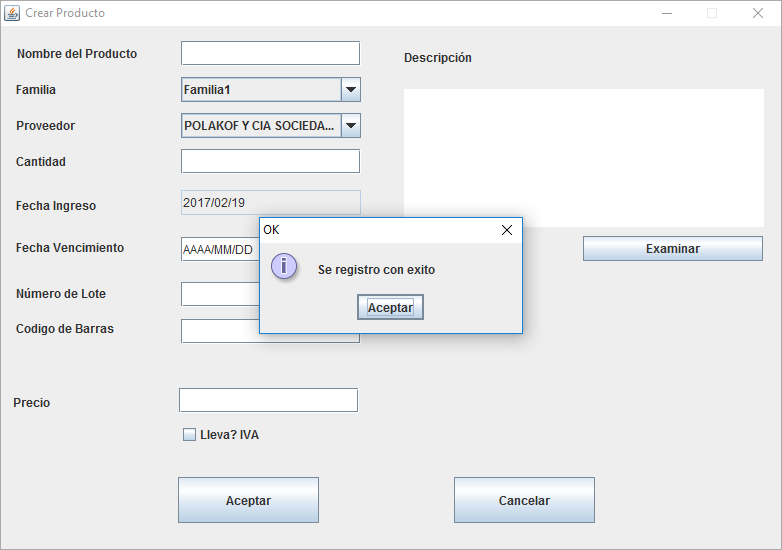 Crear Producto
Nombre del Producto
Descripción
Familia
Familia1
Proveedor
POLAKOF Y CIA SOCIEDA...
Cantidad
Fecha Ingreso
2017/02/19
Fecha Vencimiento
AAAA/MM/DD
Examinar
OK
Se registro con exito
Aceptar
Número de Lote
Codigo de Barras
Precio
Lleva? IVA
Aceptar
Cancelar